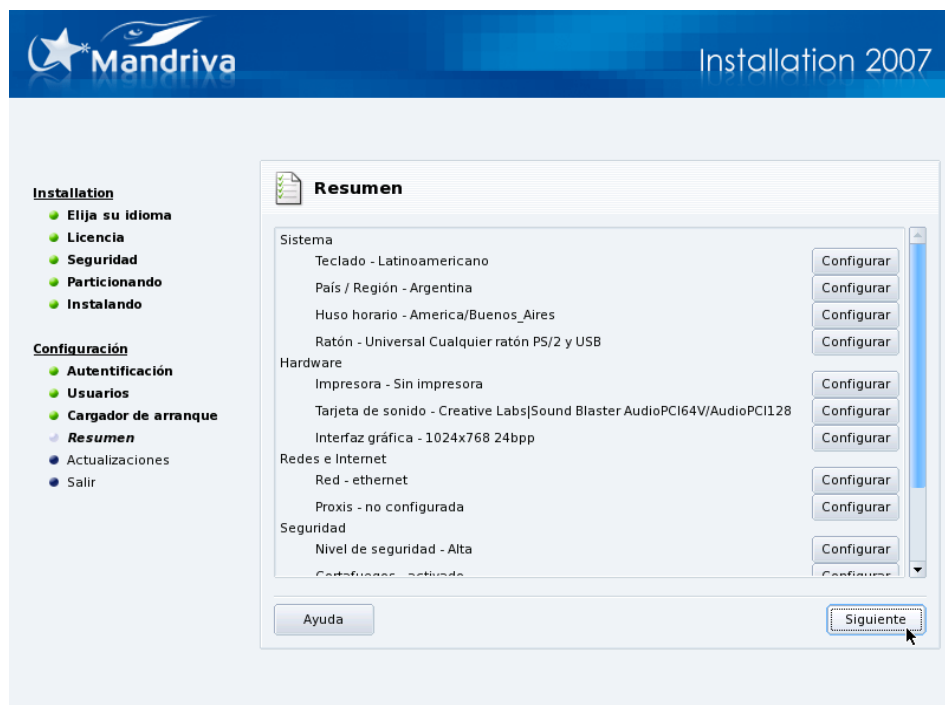 Mandriva
Installation 2007
Installation
Elija su idioma
Licencia
Seguridad
Particionando
Instalando
Configuración
Autentificación
Usuarios
Cargador de arranque
Resumen
Actualizaciones
Salir
Resumen
Sistema
Teclado - Latinoamericano Configurar
País / Región - Argentina Configurar
Huso horario - America/Buenos_Aires Configurar
Ratón - Universal Cualquier ratón PS/2 y USB Configurar
Hardware
Impresora - Sin impresora Configurar
Tarjeta de sonido - Creative Labs|Sound Blaster AudioPCI64V/AudioPCI128 Configurar
Interfaz gráfica - 1024x768 24bpp Configurar
Redes e Internet
Red - ethernet Configurar
Proxis - no configurada Configurar
Seguridad
Nivel de seguridad - Alta Configurar
Cortafuegos - activado Configurar
Ayuda Siguiente